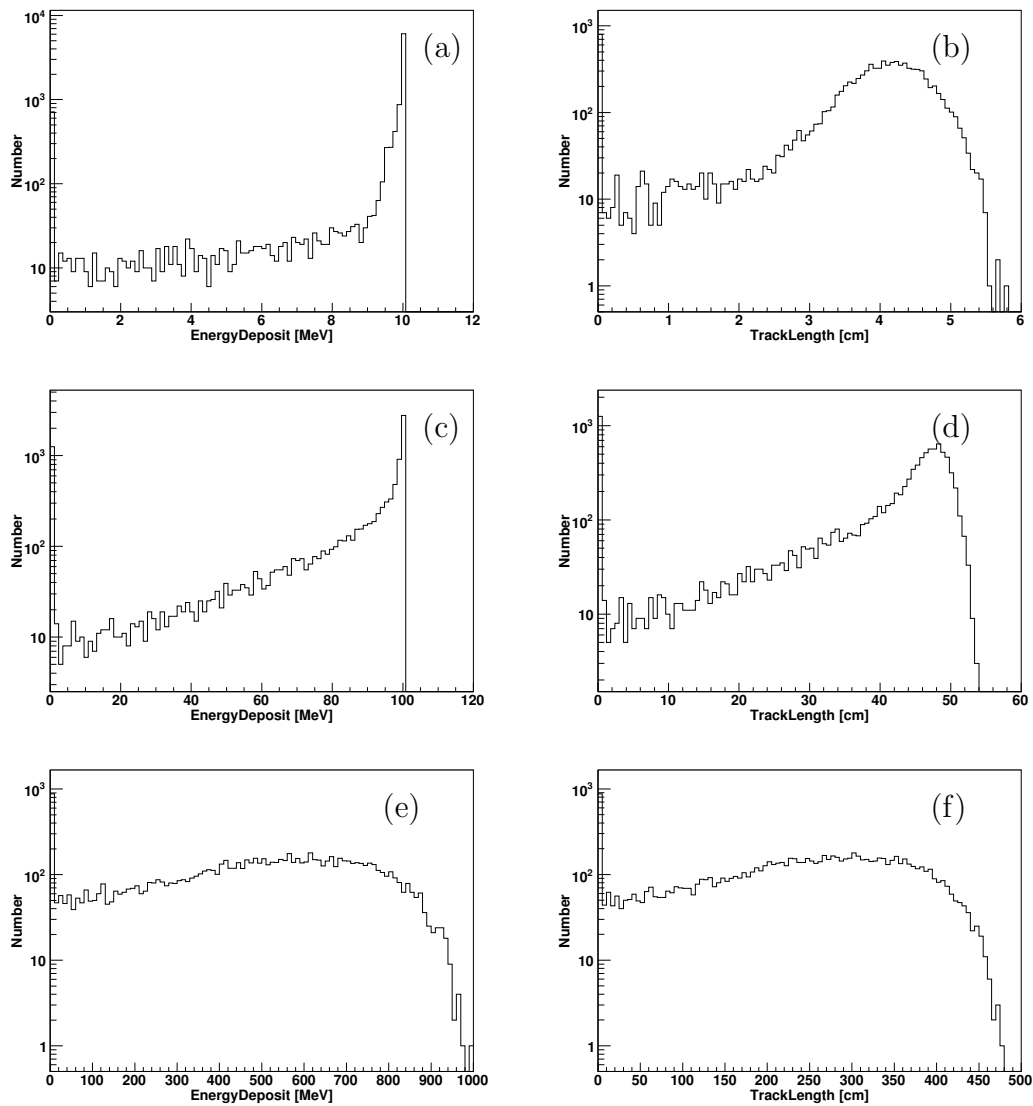 (a)
Number
10⁴
10³
10²
10
0 2 4 6 8 10 12
EnergyDeposit [MeV]
(b)
Number
10³
10²
10
1
0 1 2 3 4 5 6
TrackLength [cm]
(c)
Number
10³
10²
10
0 20 40 60 80 100 120
EnergyDeposit [MeV]
(d)
Number
10³
10²
10
0 10 20 30 40 50 60
TrackLength [cm]
(e)
Number
10³
10²
10
1
0 100 200 300 400 500 600 700 800 900 1000
EnergyDeposit [MeV]
(f)
Number
10³
10²
10
1
0 50 100 150 200 250 300 350 400 450 500
TrackLength [cm]